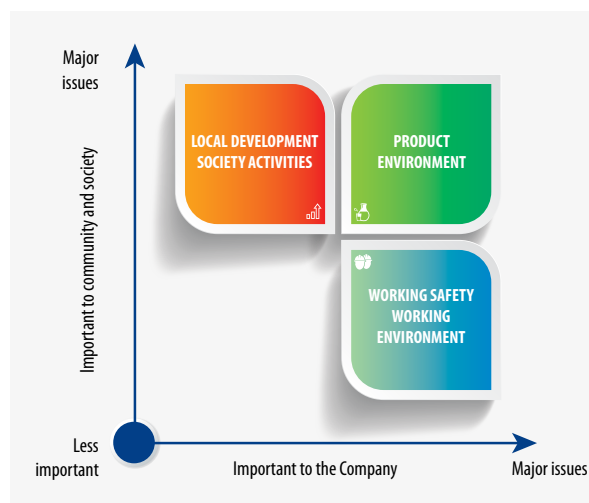 Major
issues
Important to community and society
LOCAL DEVELOPMENT
SOCIETY ACTIVITIES
PRODUCT
ENVIRONMENT
WORKING SAFETY
WORKING
ENVIRONMENT
Less
important
Important to the Company
Major issues